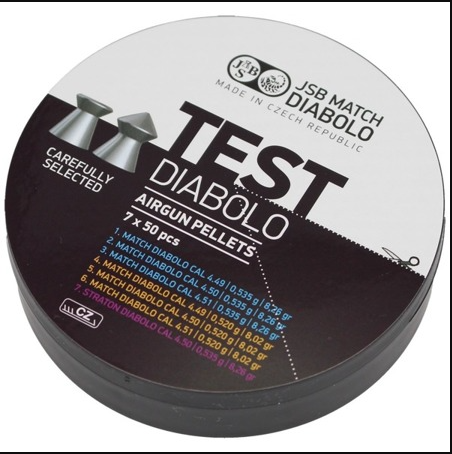 JSB
JSB MATCH
DIABOLO
MADE IN CZECH REPUBLIC
TEST
DIABOLO
AIRGUN PELLETS
7 x 50 pcs
CAREFULLY
SELECTED
1. MATCH DIABOLO CAL 4.49 | 0,535 g | 8,26 gr
2. MATCH DIABOLO CAL 4.50 | 0,535 g | 8,26 gr
3. MATCH DIABOLO CAL 4.51 | 0,535 g | 8,26 gr
4. MATCH DIABOLO CAL 4.49 | 0,520 g | 8,02 gr
5. MATCH DIABOLO CAL 4.50 | 0,520 g | 8,02 gr
6. MATCH DIABOLO CAL 4.51 | 0,520 g | 8,02 gr
7. STRATON DIABOLO CAL 4.50 | 0,535 g | 8,26 gr
CZ